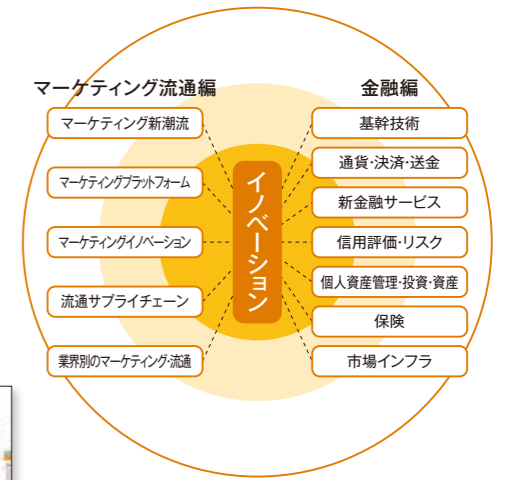 マーケティング流通編
マーケティング新潮流
マーケティングプラットフォーム
マーケティングイノベーション
流通サプライチェーン
業界別のマーケティング・流通
イノベーション
金融編
基幹技術
通貨・決済・送金
新金融サービス
信用評価・リスク
個人資産管理・投資・資産
保険
市場インフラ